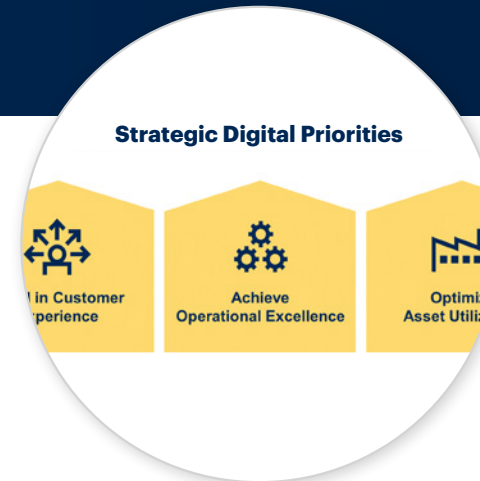 Strategic Digital Priorities
in Customer
Achieve
Operational Excellence
Asset